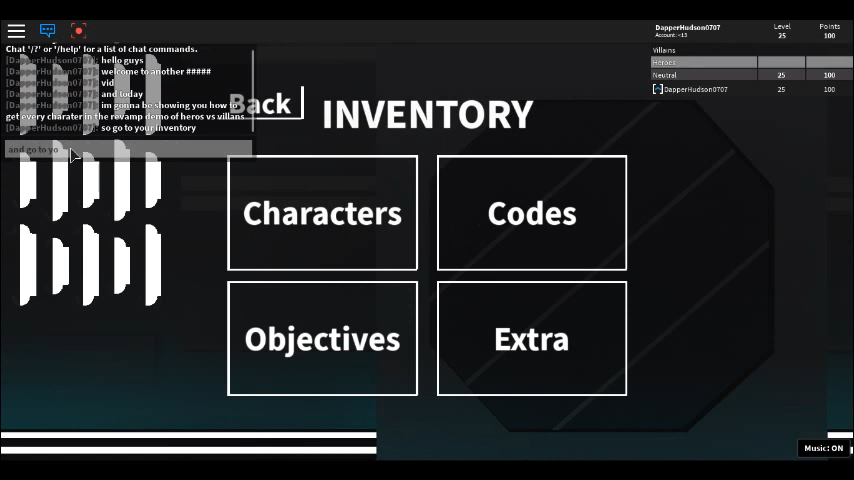 DapperHudson0707
Account: <13
Level
25
Points
100
Chat '/?' or '/help' for a list of chat commands.
[DapperHudson0707]: hello guys
[DapperHudson0707]: welcome to another #####
[DapperHudson0707]: vid
[DapperHudson0707]: and today
[DapperHudson0707]: im gonna be showing you how to
get every charater in the revamp demo of heros vs villans
[DapperHudson0707]: so go to your inventory
and go to yo
Villains
Heroes
Neutral 25 100
DapperHudson0707 25 100
Back
INVENTORY
Characters
Codes
Objectives
Extra
Music: ON